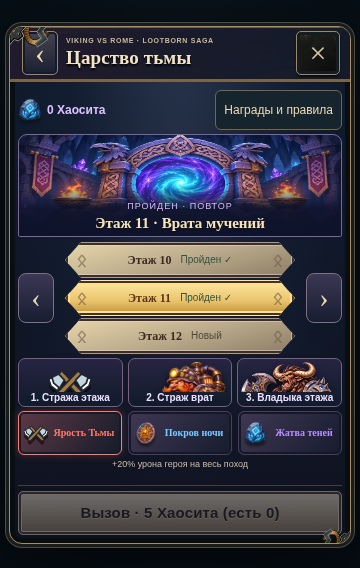 VIKING VS ROME · LOOTBORN SAGA
Царство тьмы
0 Хаосита
Награды и правила
ПРОЙДЕН · ПОВТОР
Этаж 11 · Врата мучений
Этаж 10 Пройден ✓
Этаж 11 Пройден ✓
Этаж 12 Новый
1. Стража этажа
2. Страж врат
3. Владыка этажа
Ярость Тьмы
Покров ночи
Жатва теней
+20% урона героя на весь поход
Вызов · 5 Хаосита (есть 0)